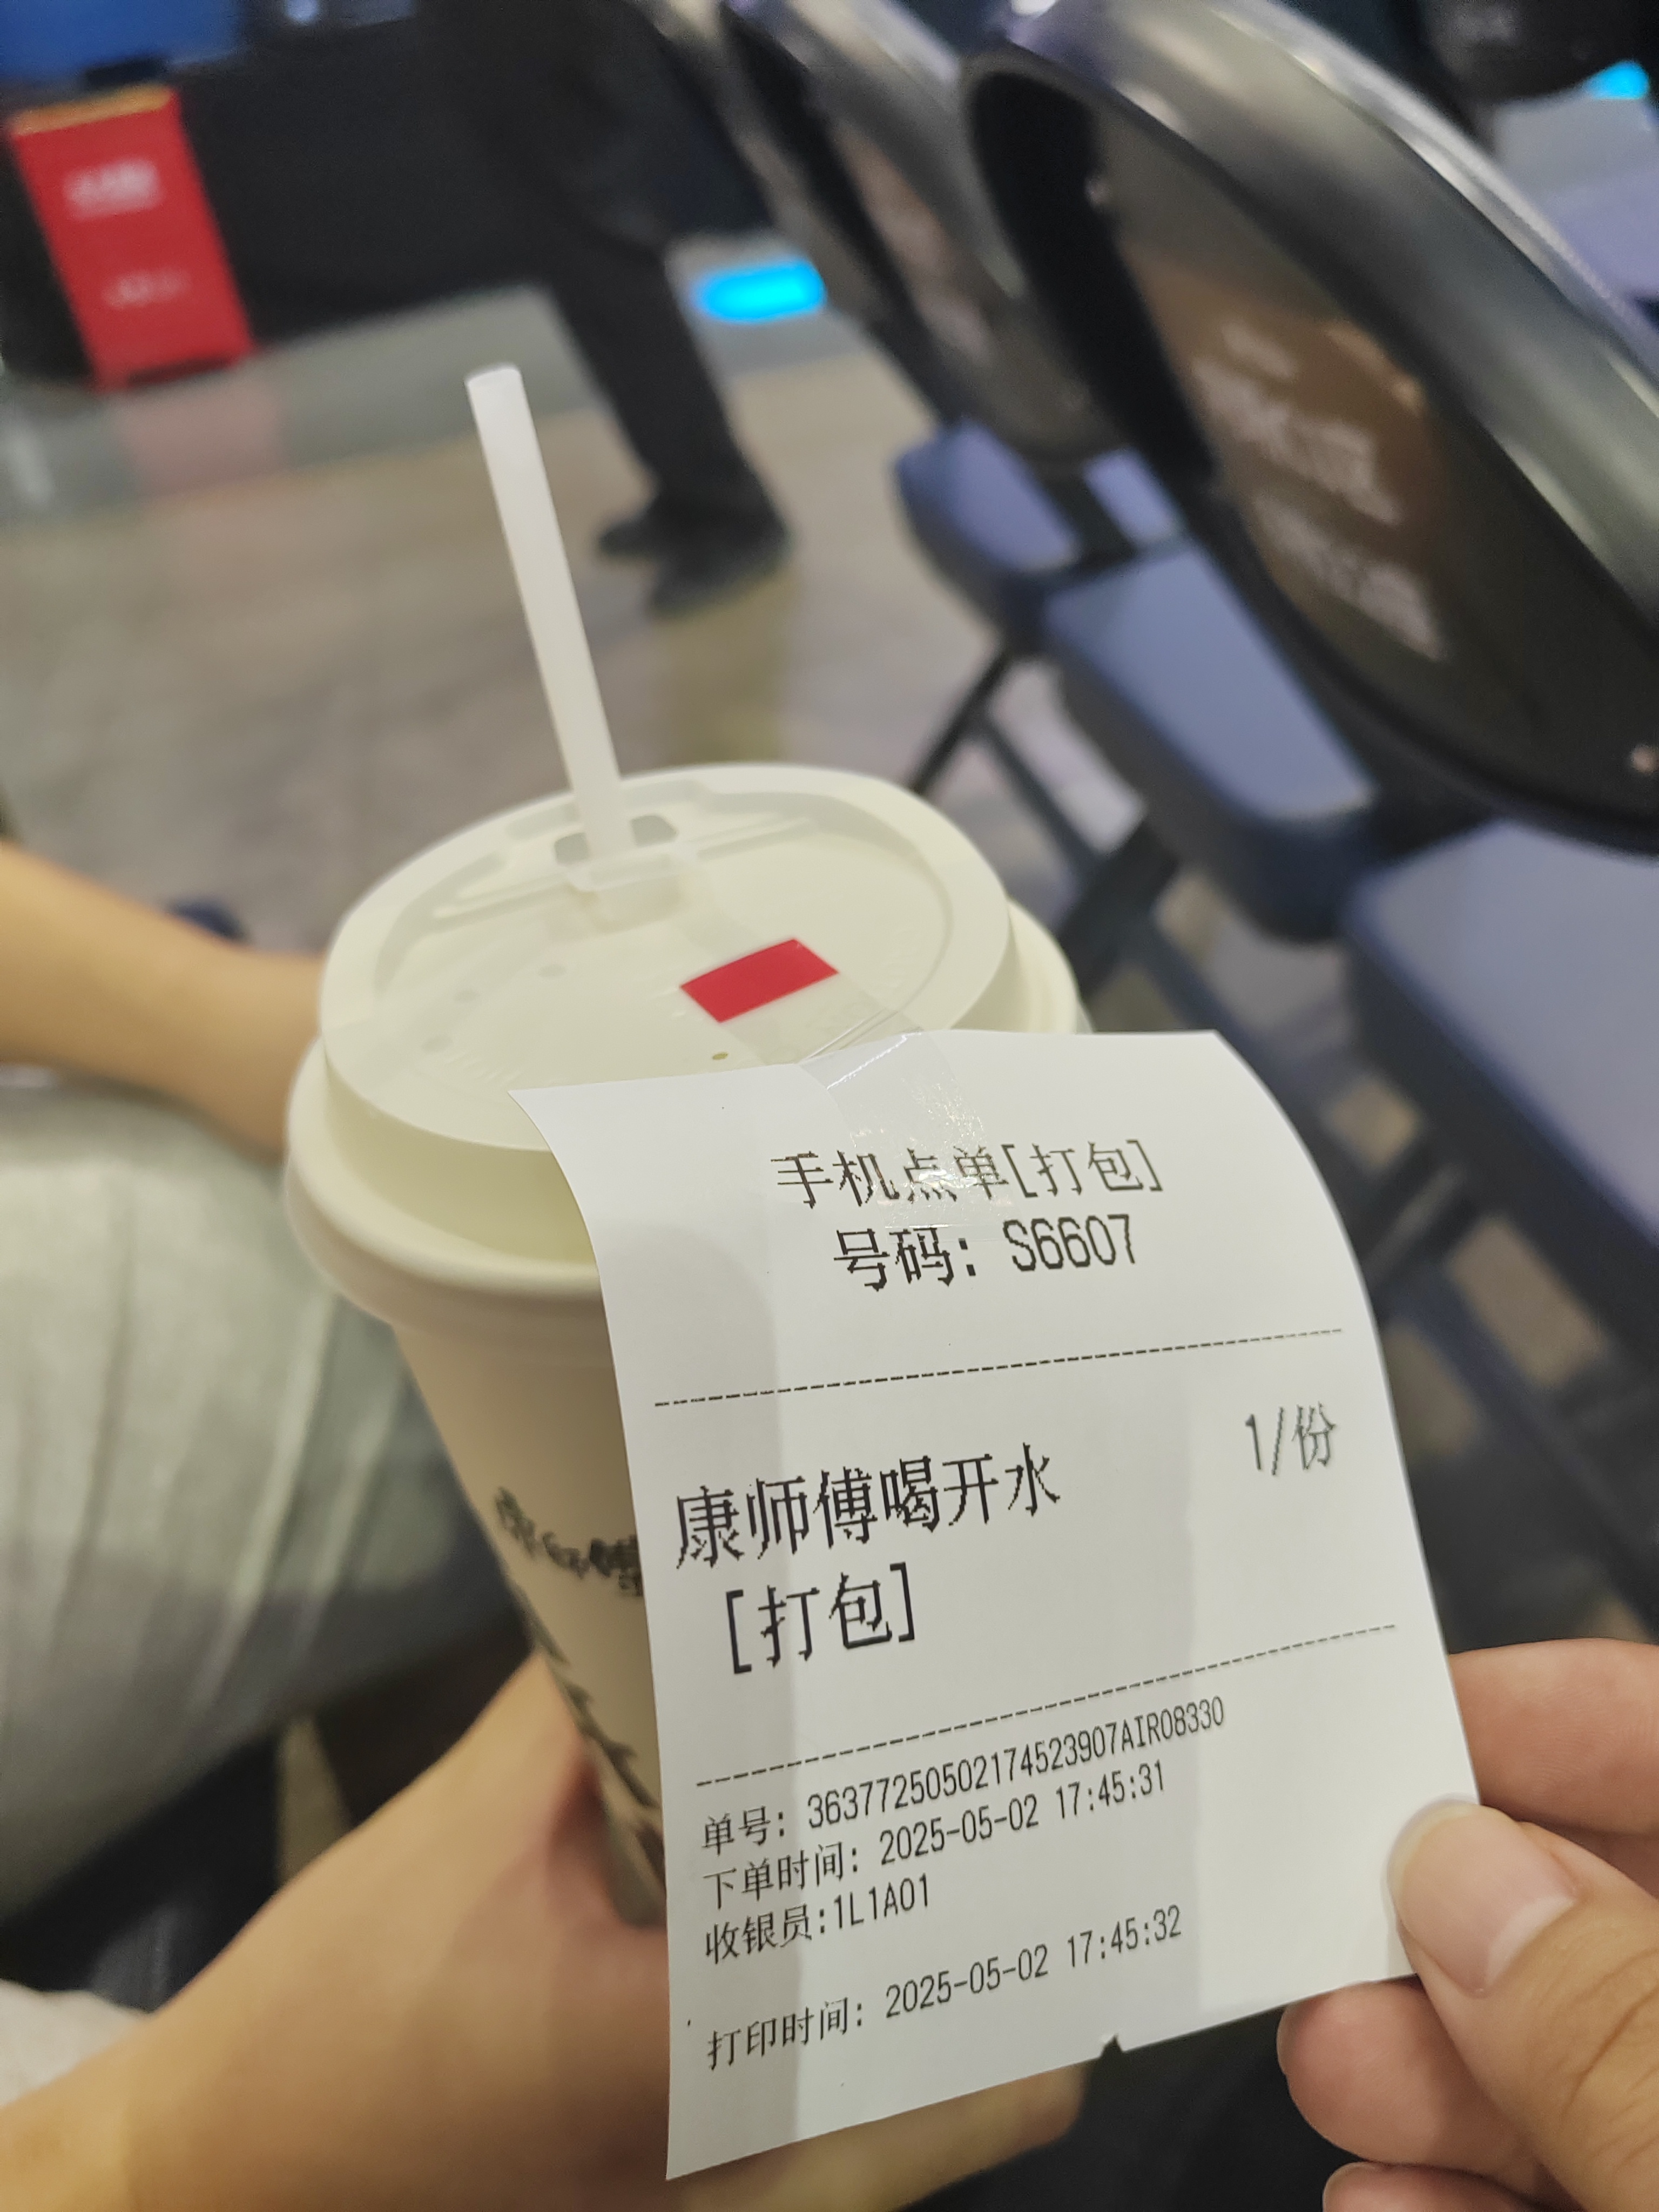 手机点单[打包]
号码: S6607
康师傅喝开水 1/份
[打包]
单号: 36377250502174523907AIR08330
下单时间: 2025-05-02 17:45:31
收银员:1L1A01
打印时间: 2025-05-02 17:45:32